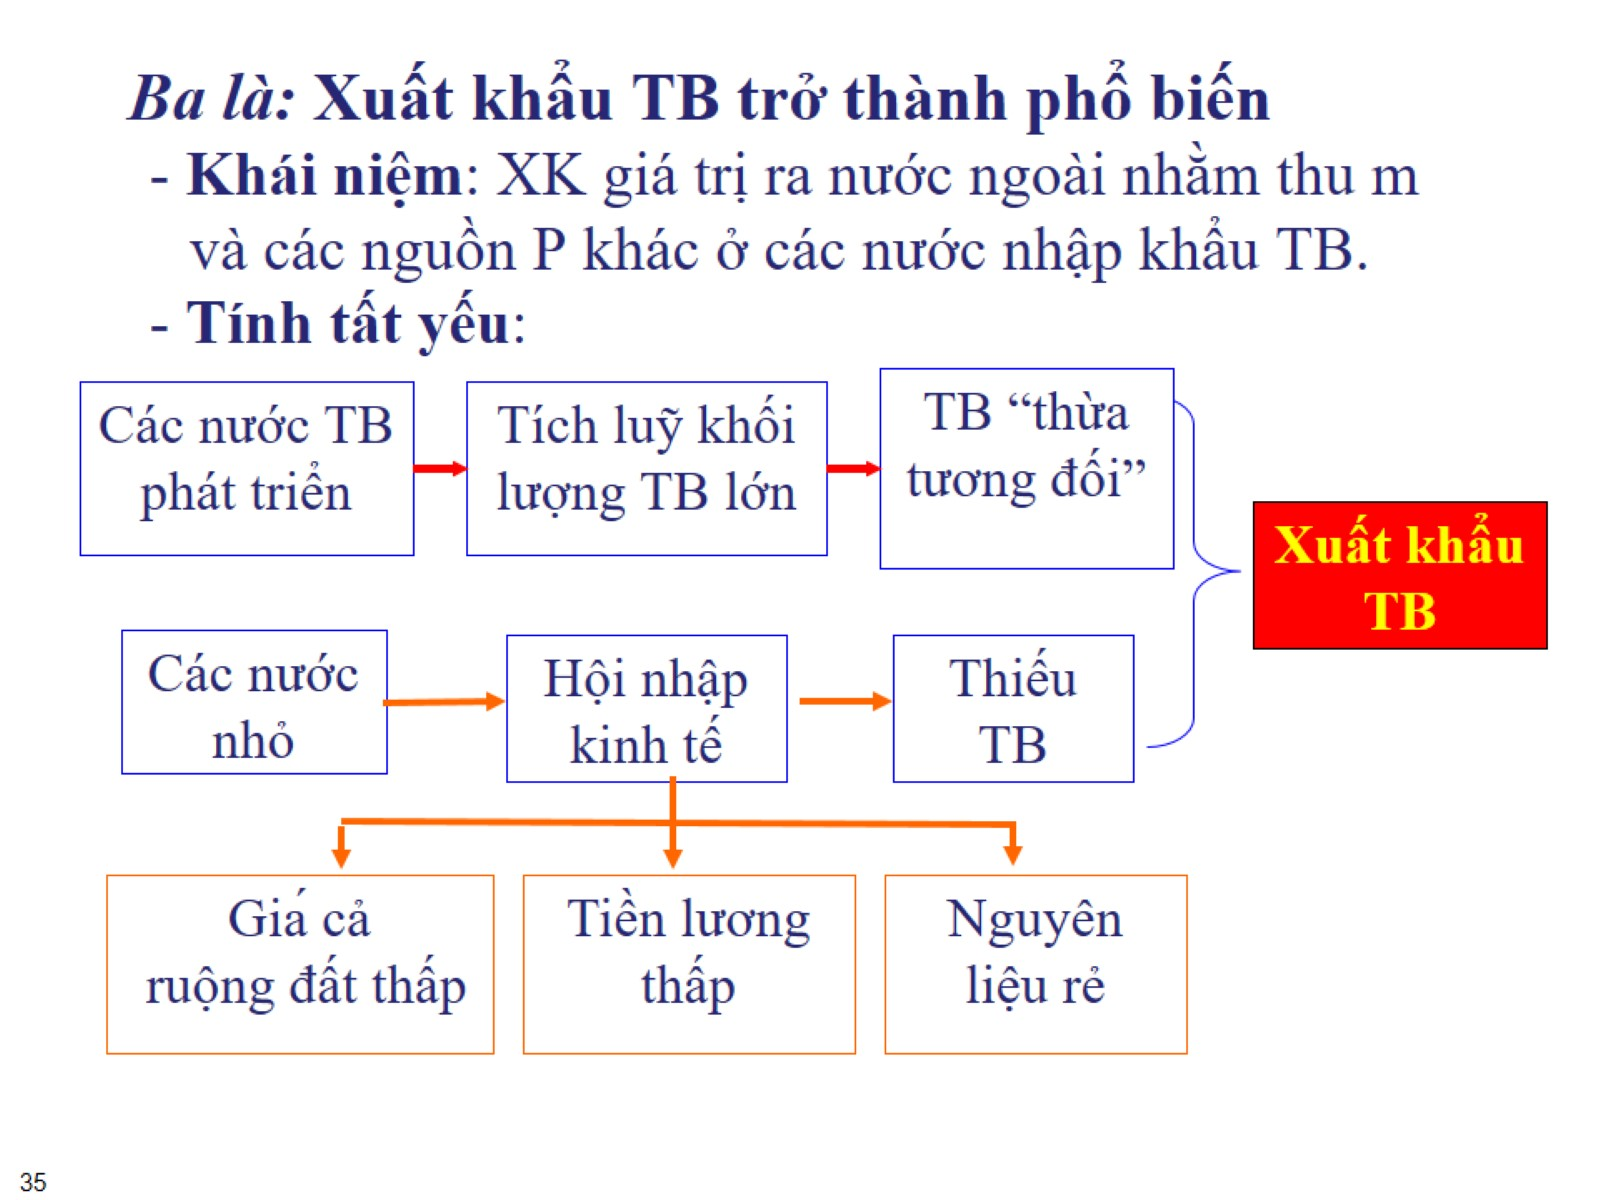 Ba là: Xuất khẩu TB trở thành phổ biến
- Khái niệm: XK giá trị ra nước ngoài nhằm thu m
và các nguồn P khác ở các nước nhập khẩu TB.
- Tính tất yếu:
Các nước TB
phát triển
Tích luỹ khối
lượng TB lớn
TB “thừa
tương đối”
Xuất khẩu
TB
Các nước
nhỏ
Hội nhập
kinh tế
Thiếu
TB
Giá cả
ruộng đất thấp
Tiền lương
thấp
Nguyên
liệu rẻ
35